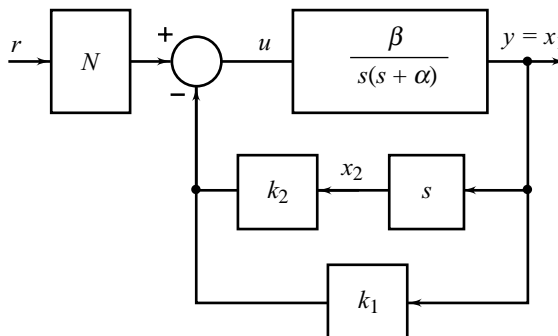 r
N
+
−
u
β
s(s + α)
y = x
k2
x2
s
k1